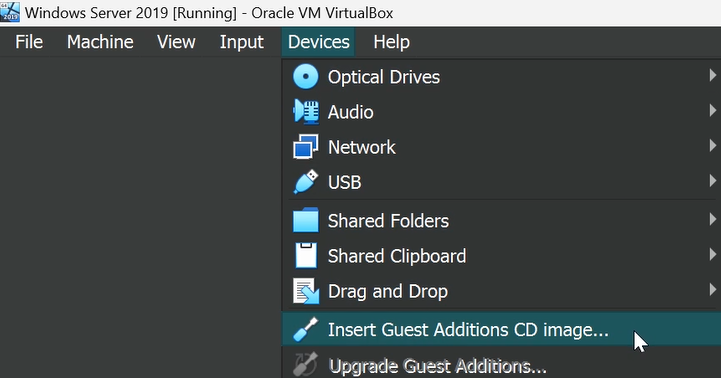 Windows Server 2019 [Running] - Oracle VM VirtualBox
File Machine View Input Devices Help
Optical Drives
Audio
Network
USB
Shared Folders
Shared Clipboard
Drag and Drop
Insert Guest Additions CD image...
Upgrade Guest Additions...